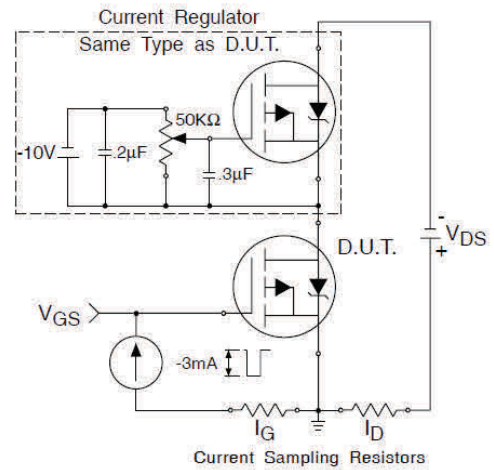 Current Regulator
Same Type as D.U.T.
50KΩ
-10V
.2µF
.3µF
D.U.T.
-
VDS
+
VGS
-3mA
IG
ID
Current Sampling Resistors